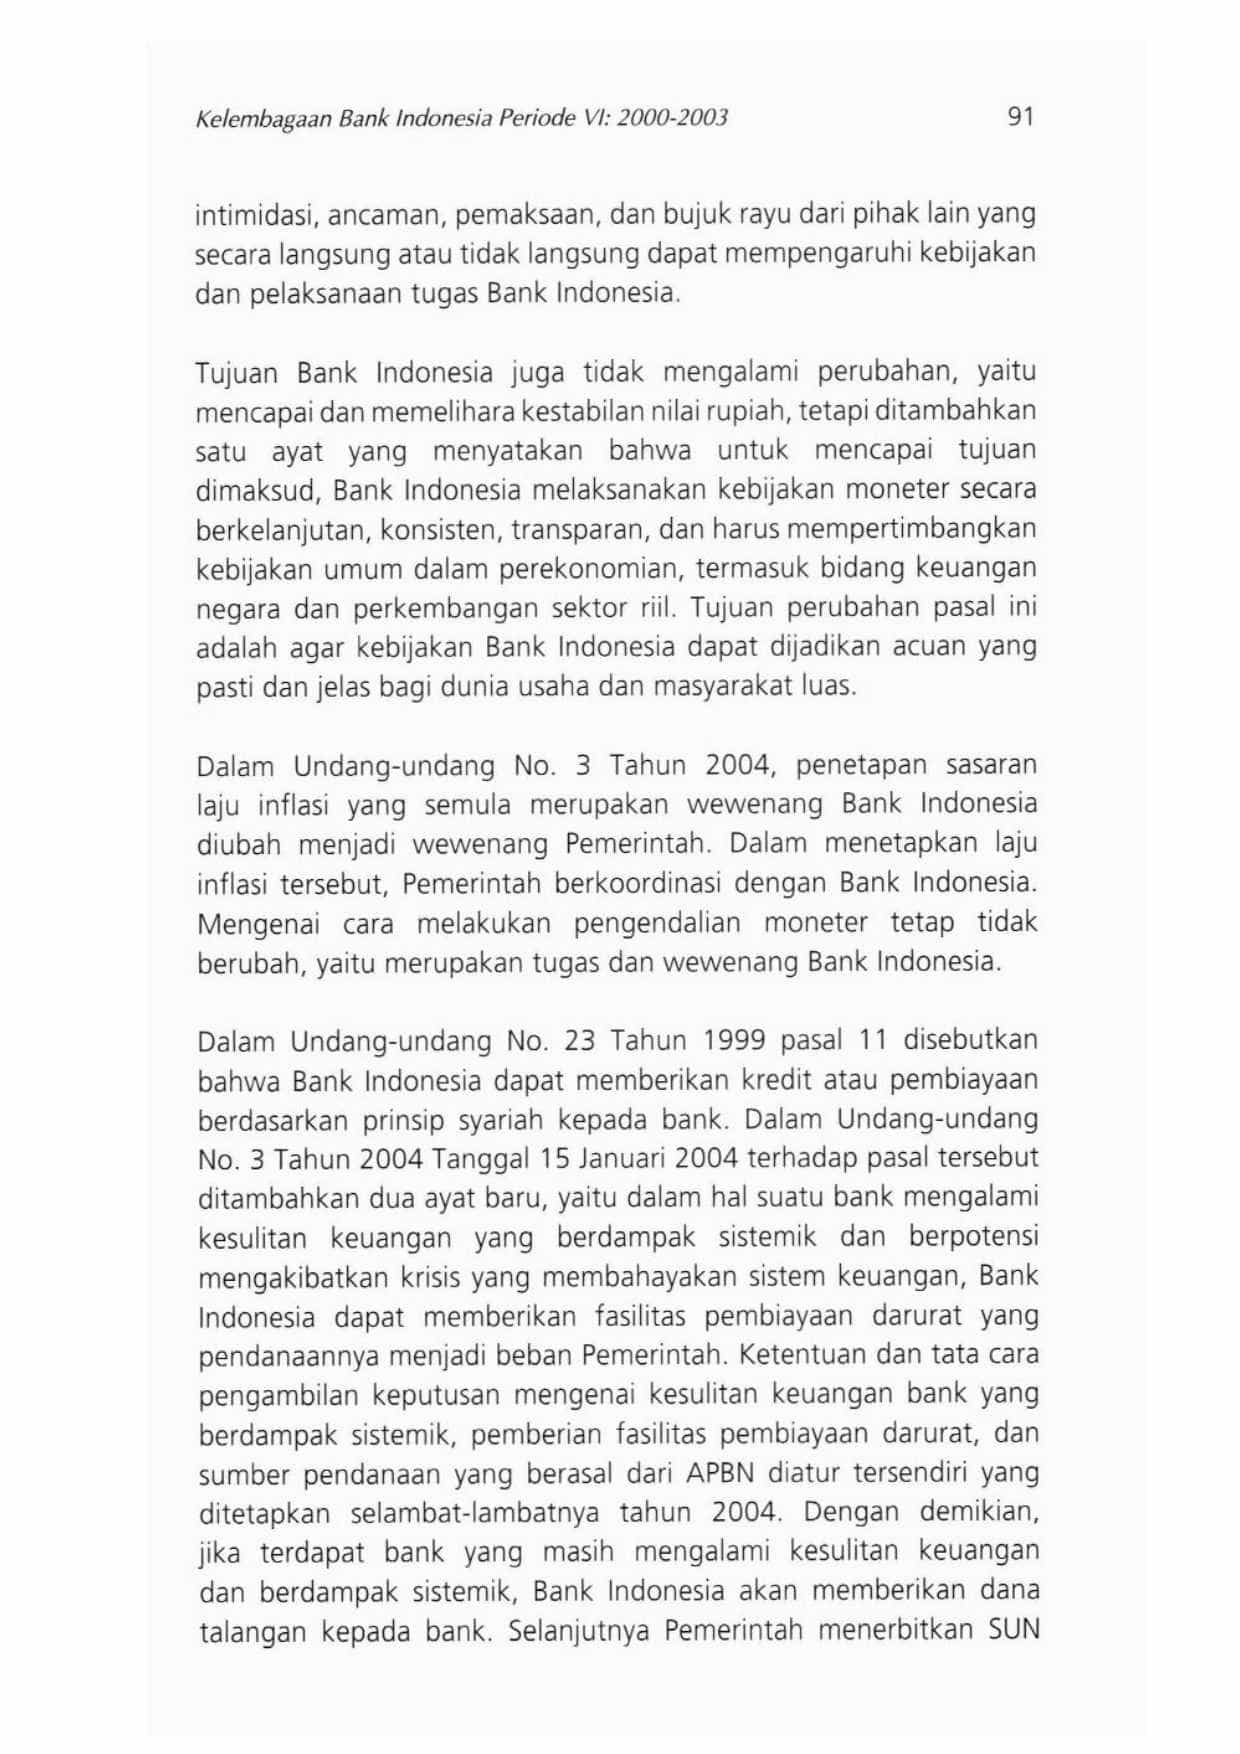 Kelembagaan Bank Indonesia Periode VI: 2000-2003 91
intimidasi, ancaman, pemaksaan, dan bujuk rayu dari pihak lain yang
secara langsung atau tidak langsung dapat mempengaruhi kebijakan
dan pelaksanaan tugas Bank Indonesia.
Tujuan Bank Indonesia juga tidak mengalami perubahan, yaitu
mencapai dan memelihara kestabilan nilai rupiah, tetapi ditambahkan
satu ayat yang menyatakan bahwa untuk mencapai tujuan
dimaksud, Bank Indonesia melaksanakan kebijakan moneter secara
berkelanjutan, konsisten, transparan, dan harus mempertimbangkan
kebijakan umum dalam perekonomian, termasuk bidang keuangan
negara dan perkembangan sektor riil. Tujuan perubahan pasal ini
adalah agar kebijakan Bank Indonesia dapat dijadikan acuan yang
pasti dan jelas bagi dunia usaha dan masyarakat luas.
Dalam Undang-undang No. 3 Tahun 2004, penetapan sasaran
laju inflasi yang semula merupakan wewenang Bank Indonesia
diubah menjadi wewenang Pemerintah. Dalam menetapkan laju
inflasi tersebut, Pemerintah berkoordinasi dengan Bank Indonesia.
Mengenai cara melakukan pengendalian moneter tetap tidak
berubah, yaitu merupakan tugas dan wewenang Bank Indonesia.
Dalam Undang-undang No. 23 Tahun 1999 pasal 11 disebutkan
bahwa Bank Indonesia dapat memberikan kredit atau pembiayaan
berdasarkan prinsip syariah kepada bank. Dalam Undang-undang
No. 3 Tahun 2004 Tanggal 15 Januari 2004 terhadap pasal tersebut
ditambahkan dua ayat baru, yaitu dalam hal suatu bank mengalami
kesulitan keuangan yang berdampak sistemik dan berpotensi
mengakibatkan krisis yang membahayakan sistem keuangan, Bank
Indonesia dapat memberikan fasilitas pembiayaan darurat yang
pendanaannya menjadi beban Pemerintah. Ketentuan dan tata cara
pengambilan keputusan mengenai kesulitan keuangan bank yang
berdampak sistemik, pemberian fasilitas pembiayaan darurat, dan
sumber pendanaan yang berasal dari APBN diatur tersendiri yang
ditetapkan selambat-lambatnya tahun 2004. Dengan demikian,
jika terdapat bank yang masih mengalami kesulitan keuangan
dan berdampak sistemik, Bank Indonesia akan memberikan dana
talangan kepada bank. Selanjutnya Pemerintah menerbitkan SUN